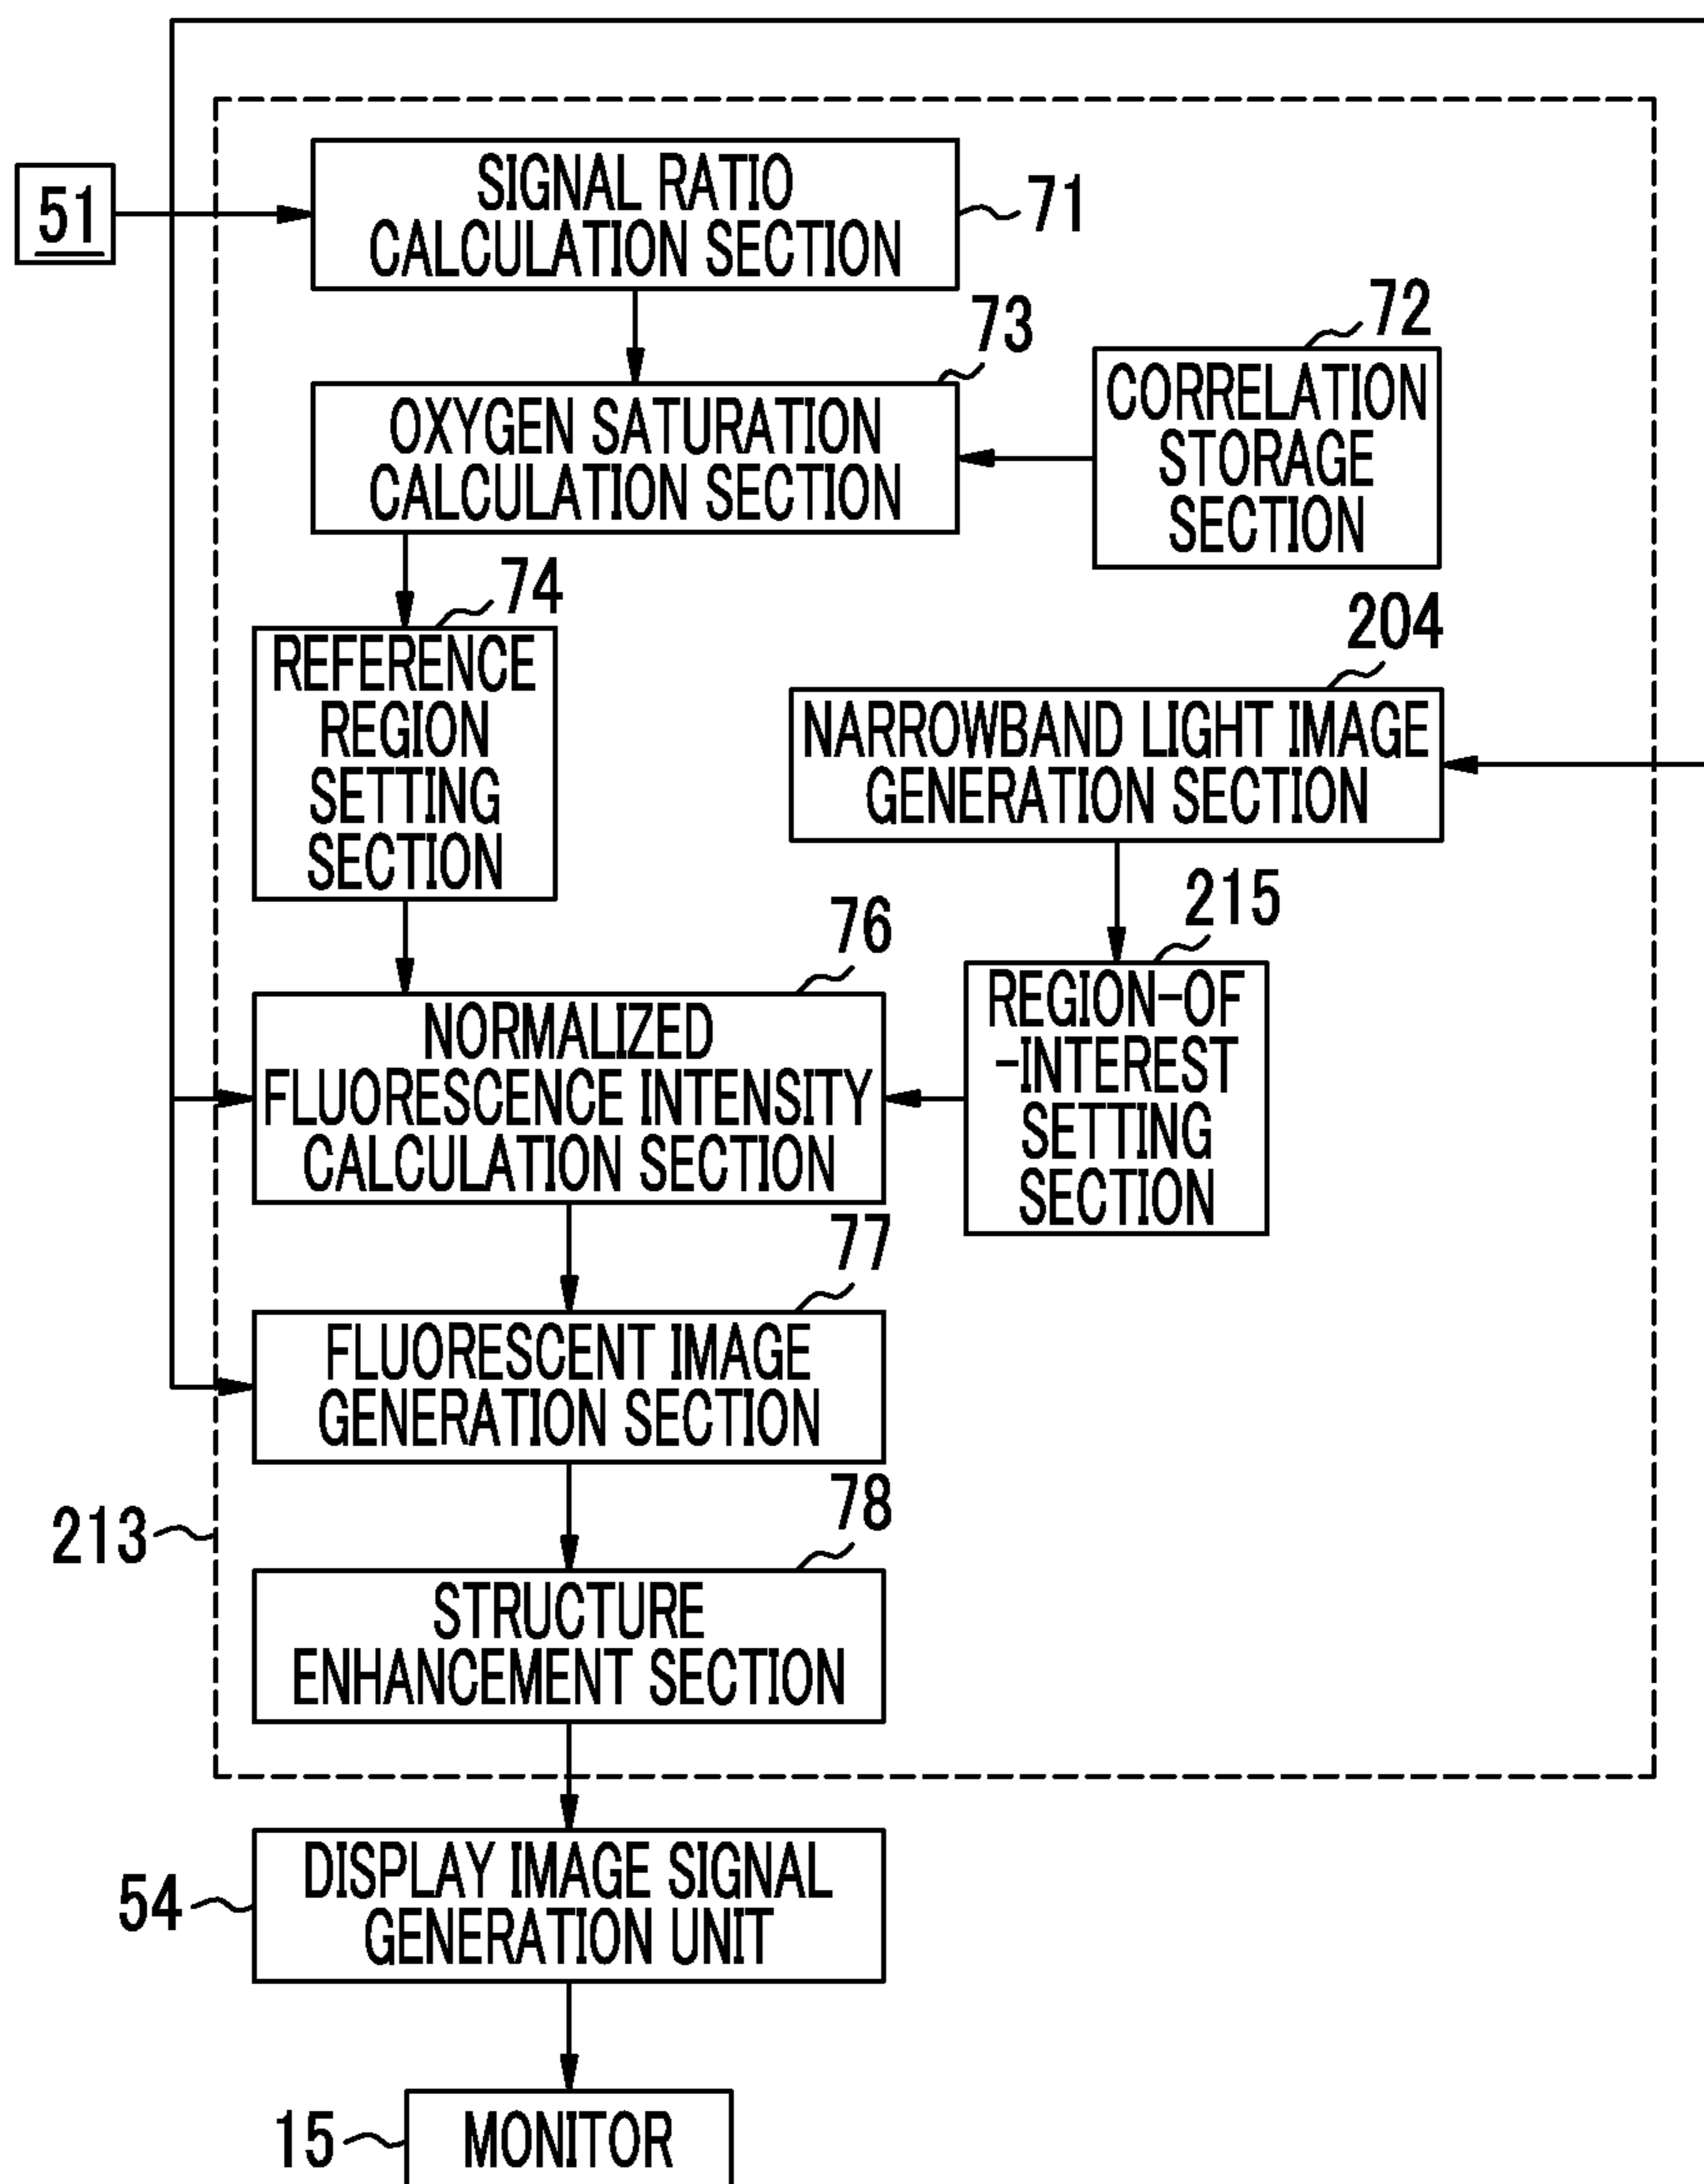 51
SIGNAL RATIO
CALCULATION SECTION
71
73
72
OXYGEN SATURATION
CALCULATION SECTION
CORRELATION
STORAGE
SECTION
74
204
REFERENCE
REGION
SETTING
SECTION
NARROWBAND LIGHT IMAGE
GENERATION SECTION
76
215
NORMALIZED
FLUORESCENCE INTENSITY
CALCULATION SECTION
REGION-OF
-INTEREST
SETTING
SECTION
77
FLUORESCENT IMAGE
GENERATION SECTION
213
78
STRUCTURE
ENHANCEMENT SECTION
54
DISPLAY IMAGE SIGNAL
GENERATION UNIT
15
MONITOR